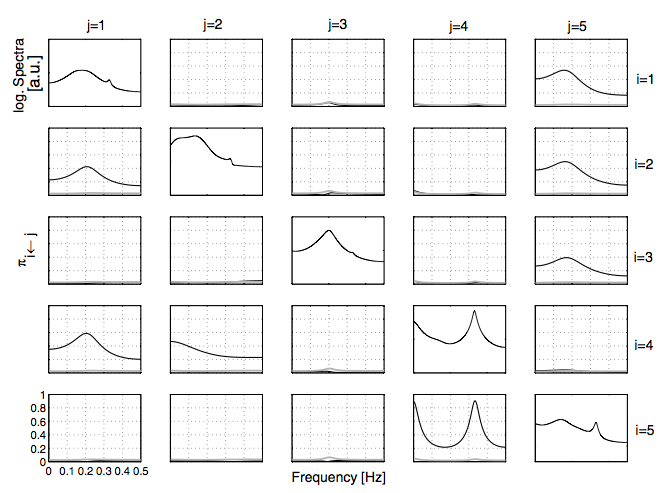 j=1 j=2 j=3 j=4 j=5
log. Spectra
[a.u.]
i=1
i=2
π i← j
i=3
i=4
1
0.8
0.6
0.4
0.2
0
i=5
0 0.1 0.2 0.3 0.4 0.5
Frequency [Hz]